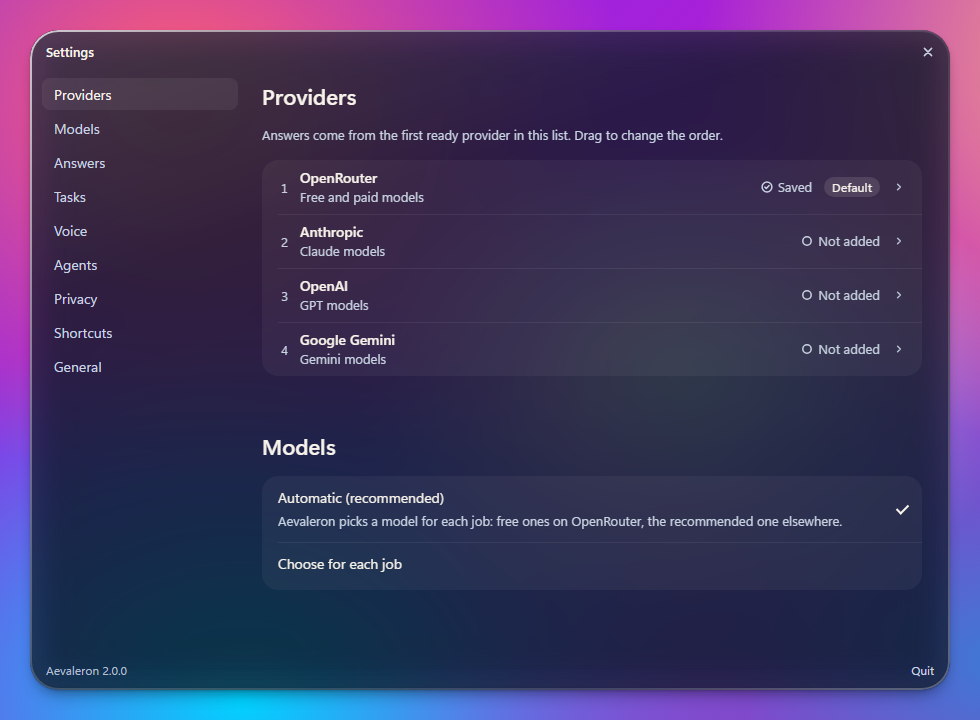 Settings
Providers
Models
Answers
Tasks
Voice
Agents
Privacy
Shortcuts
General
Providers
Answers come from the first ready provider in this list. Drag to change the order.
1
OpenRouter
Free and paid models
Saved
Default
2
Anthropic
Claude models
Not added
3
OpenAI
GPT models
Not added
4
Google Gemini
Gemini models
Not added
Models
Automatic (recommended)
Aevaleron picks a model for each job: free ones on OpenRouter, the recommended one elsewhere.
Choose for each job
Aevaleron 2.0.0
Quit